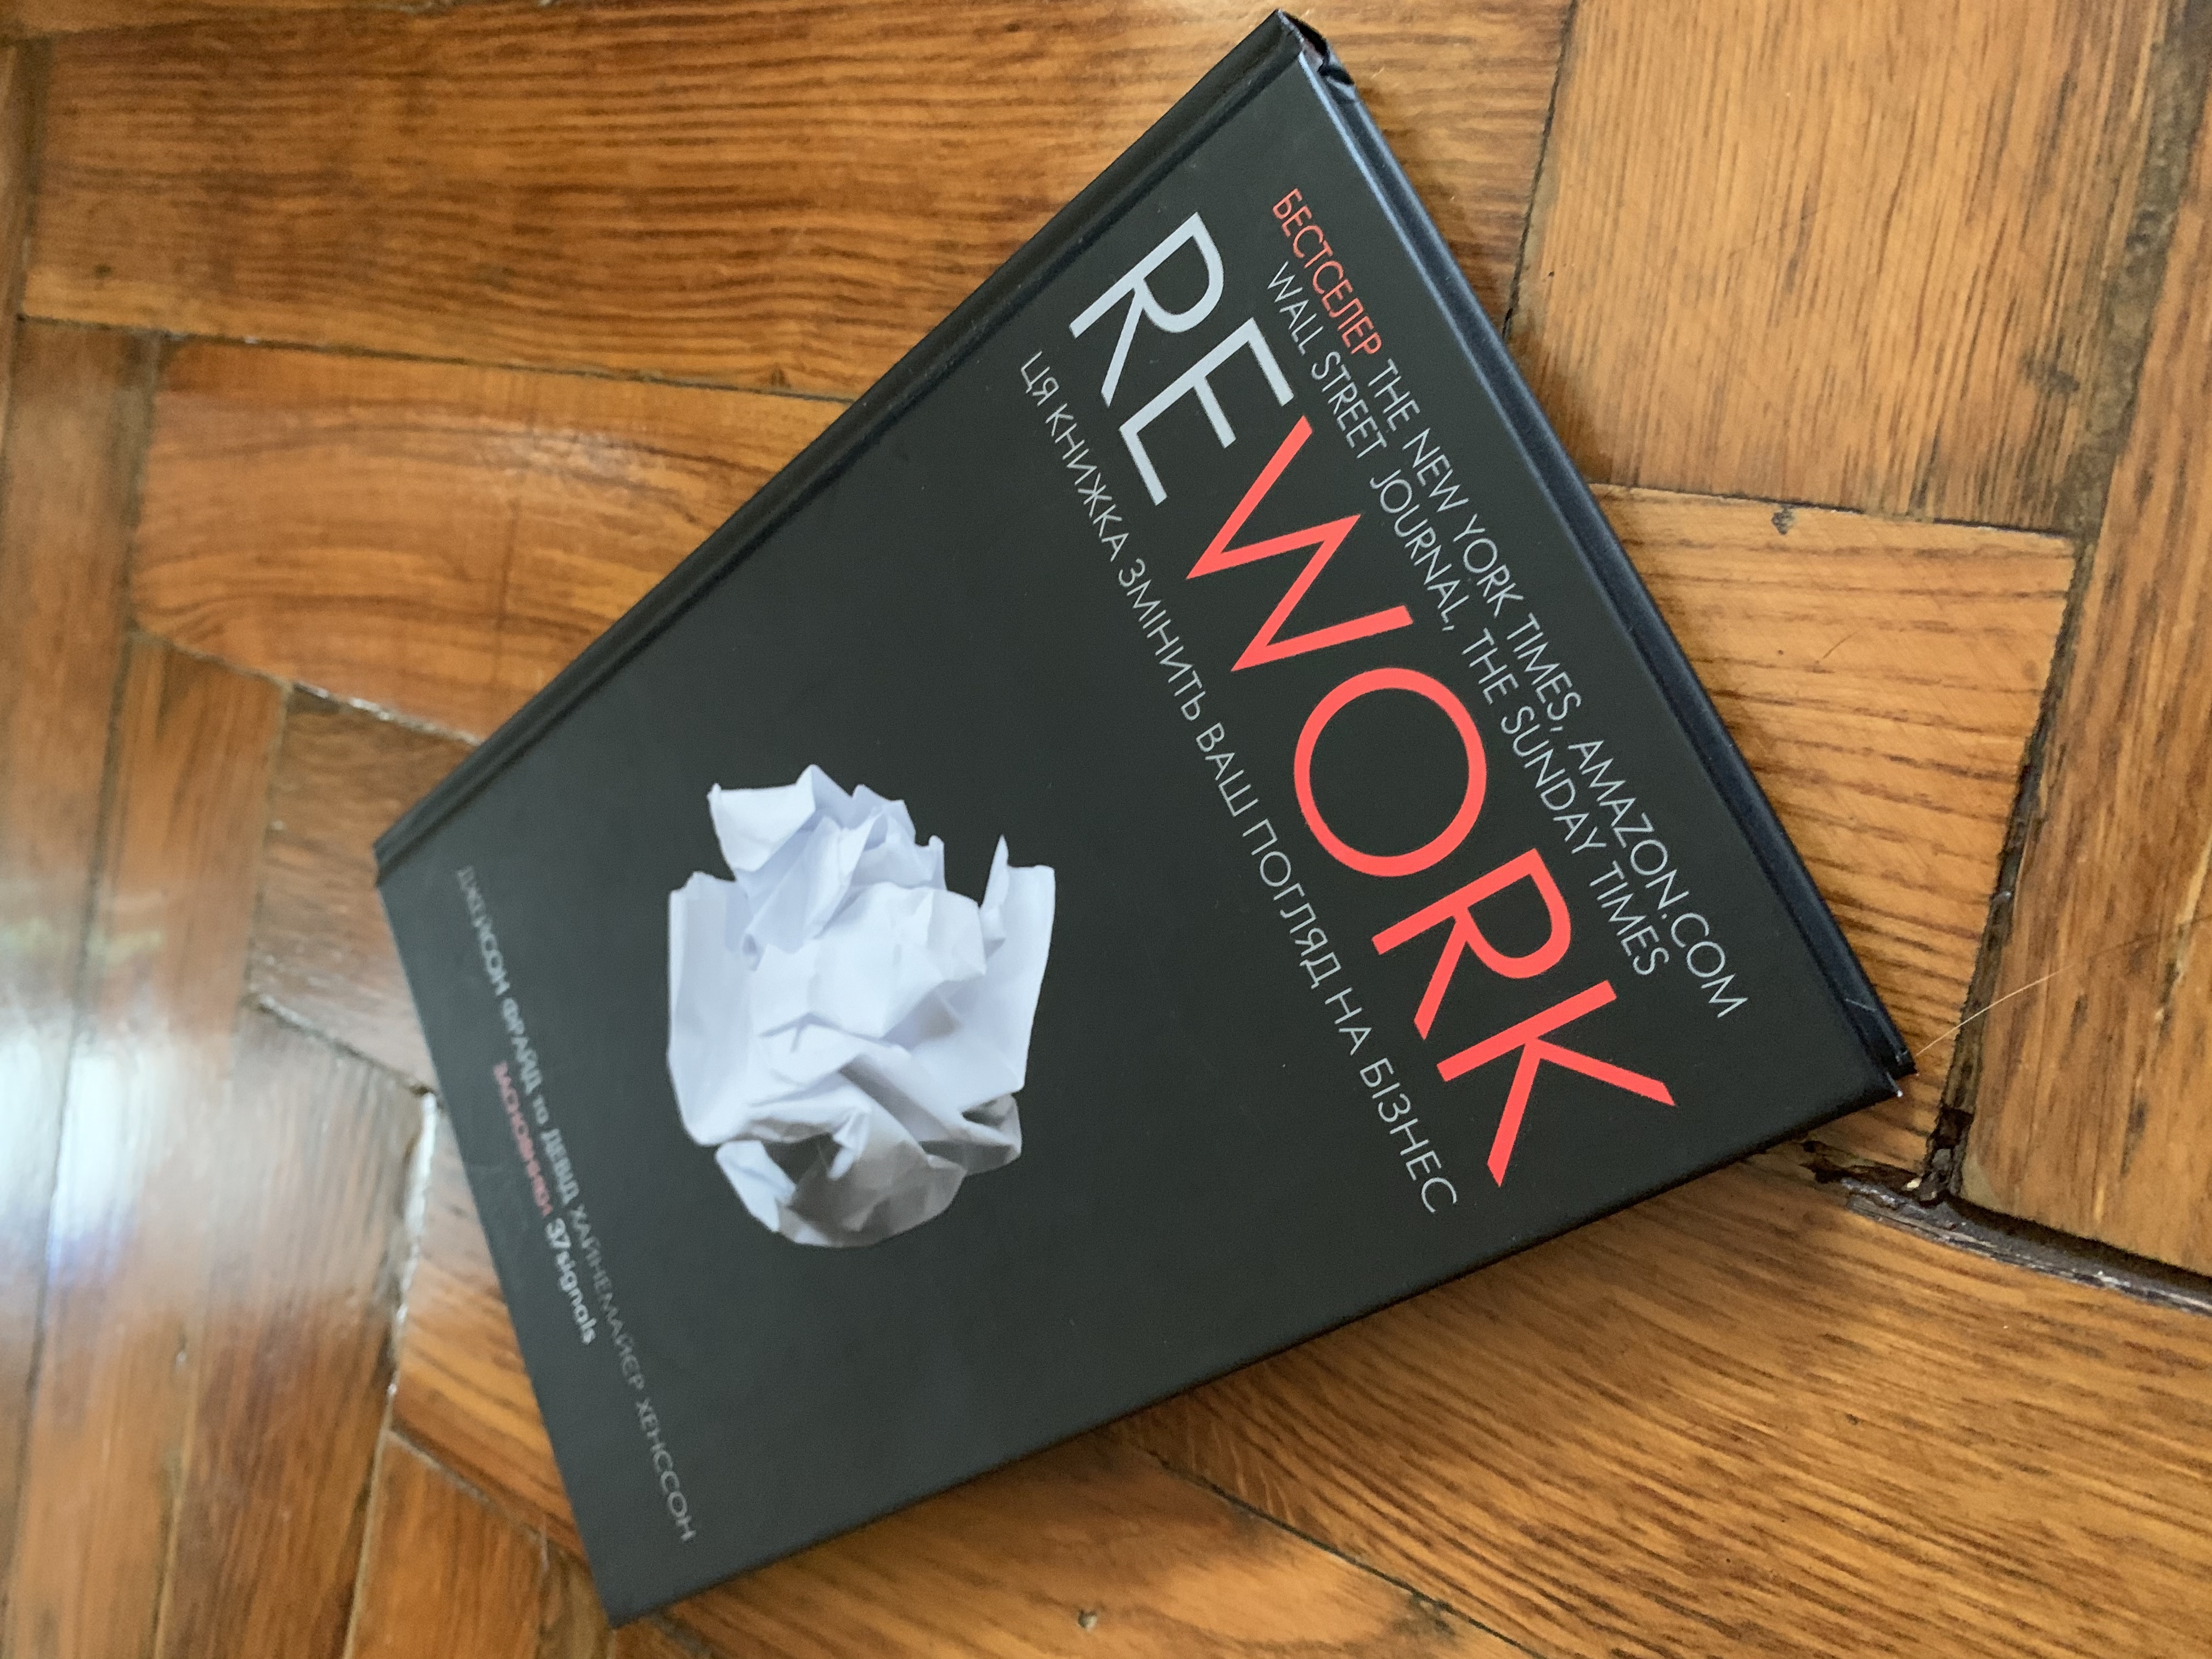 БЕСТСЕЛЕР THE NEW YORK TIMES, AMAZON.COM
WALL STREET JOURNAL, THE SUNDAY TIMES
REWORK
ЦЯ КНИЖКА ЗМІНИТЬ ВАШ ПОГЛЯД НА БІЗНЕС
ДЖЕЙСОН ФРАЙД та ДЕВІД ХАЙНЕМАЙЄР ХЕНССОН
ЗАСНОВНИКИ 37signals